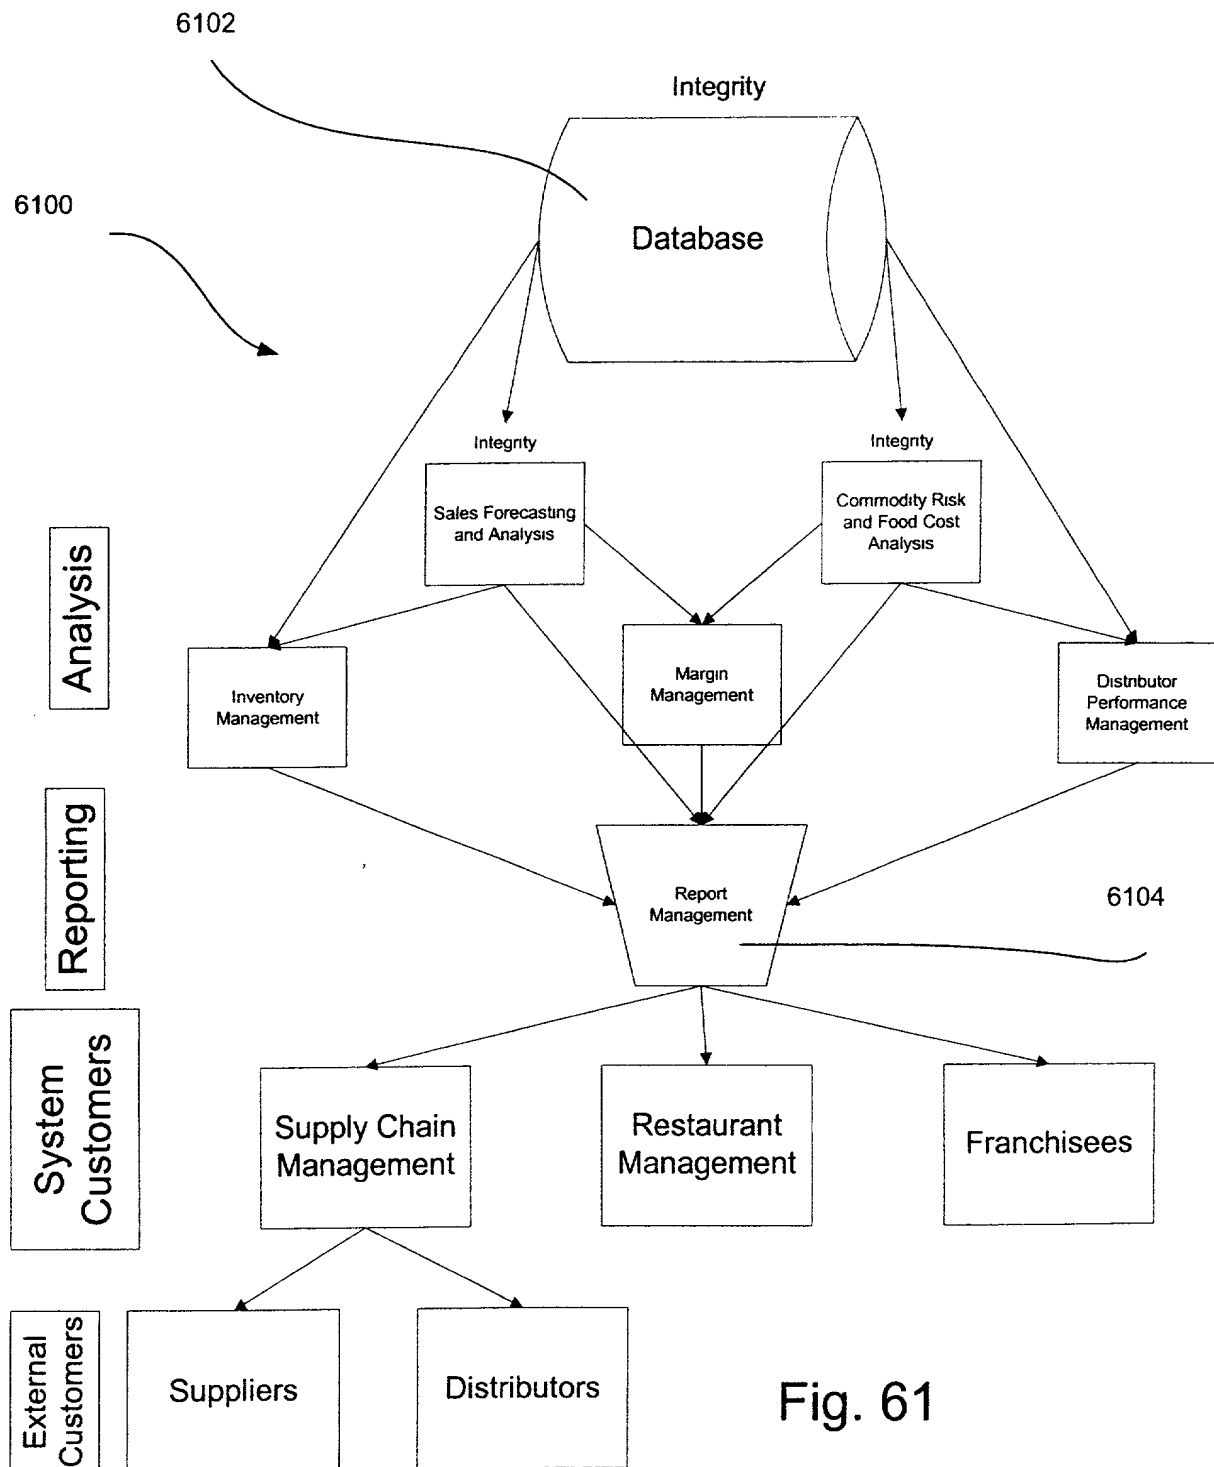 6102
Integrity
6100
Database
Integrity
Integrity
Sales Forecasting
and Analysis
Commodity Risk
and Food Cost
Analysis
Analysis
Inventory
Management
Margin
Management
Distributor
Performance
Management
Reporting
Report
Management
6104
System
Customers
Supply Chain
Management
Restaurant
Management
Franchisees
External
Customers
Suppliers
Distributors
Fig. 61